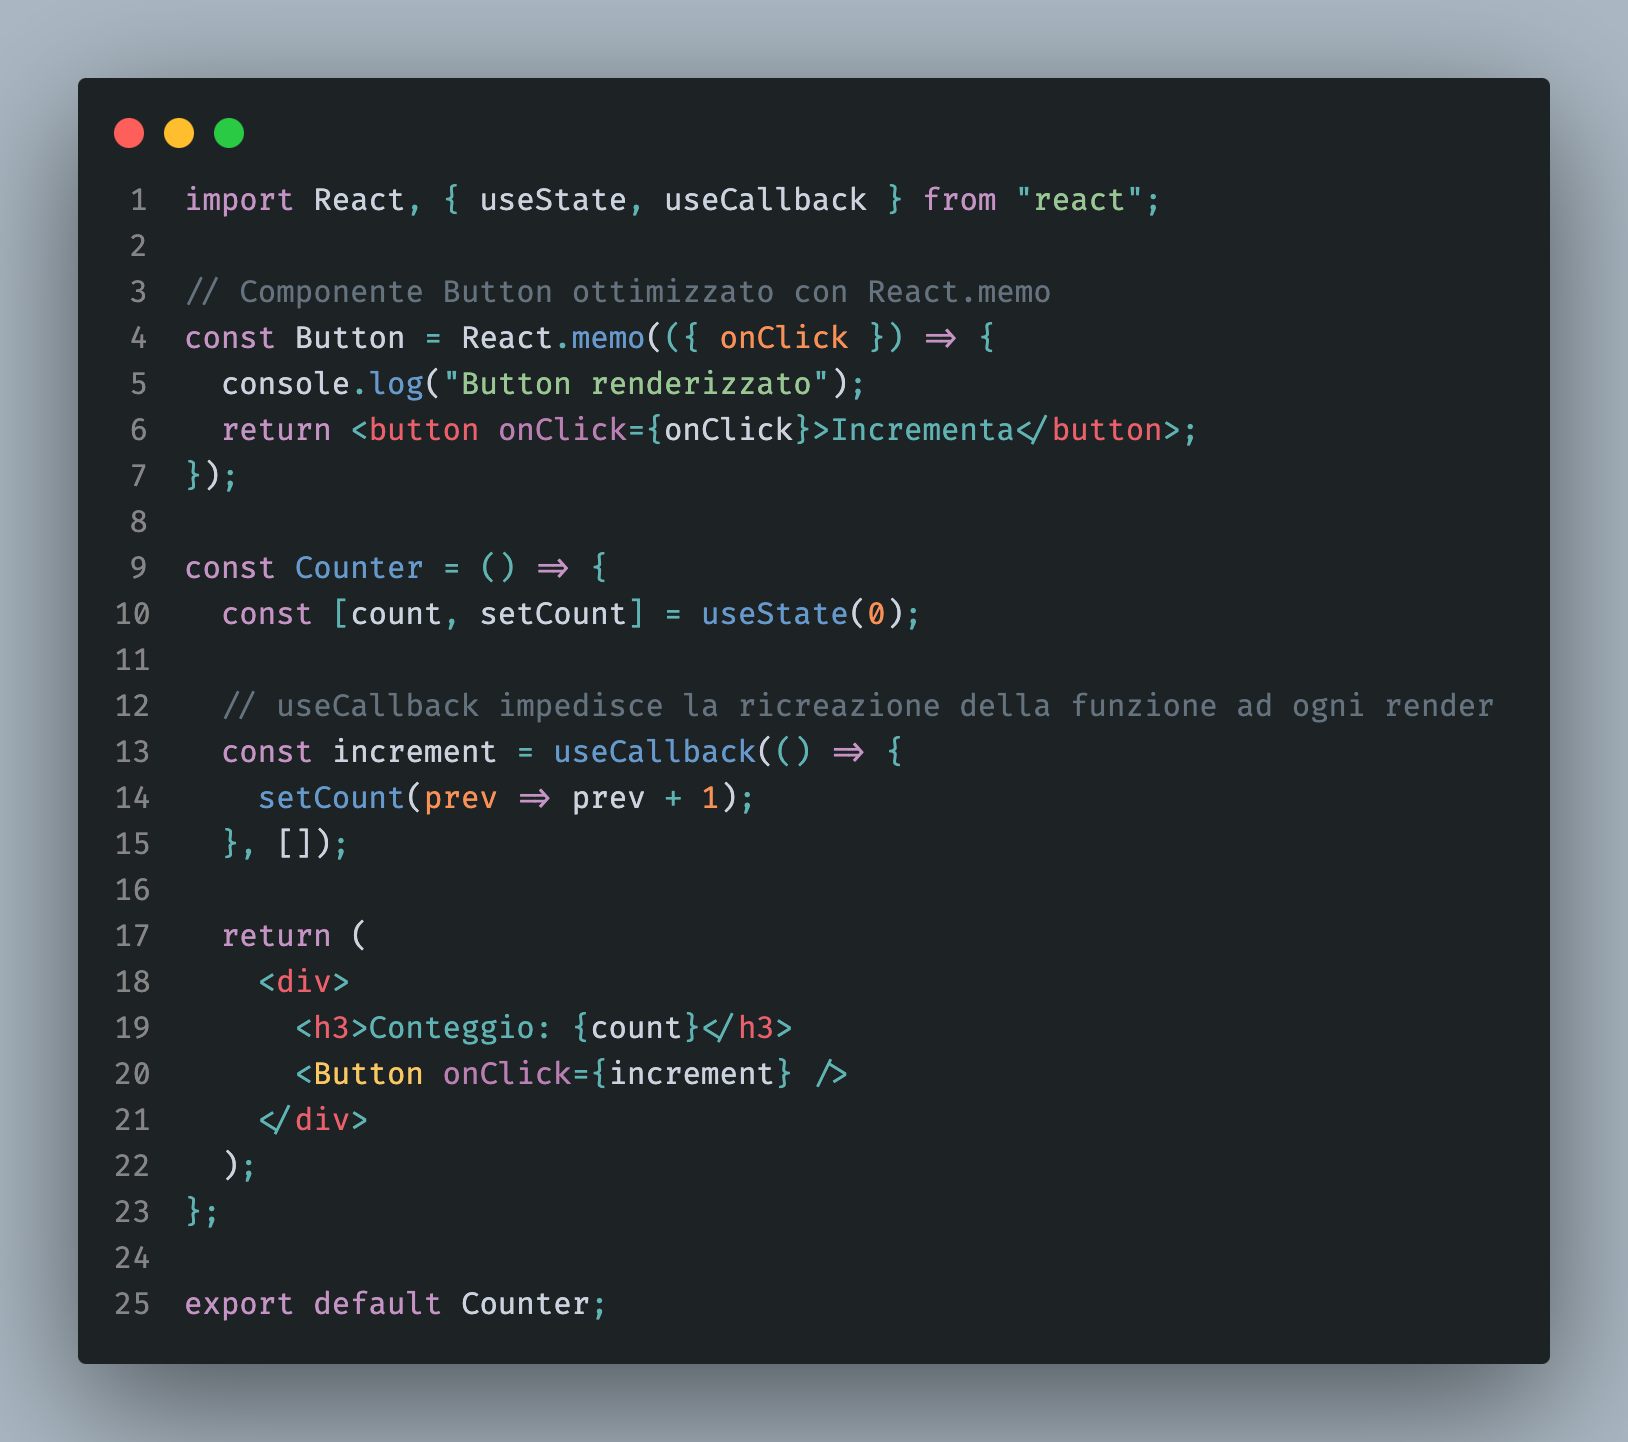 1 import React, { useState, useCallback } from "react";
2
3 // Componente Button ottimizzato con React.memo
4 const Button = React.memo(({ onClick }) => {
5   console.log("Button renderizzato");
6   return <button onClick={onClick}>Incrementa</button>;
7 });
8
9 const Counter = () => {
10   const [count, setCount] = useState(0);
11
12   // useCallback impedisce la ricreazione della funzione ad ogni render
13   const increment = useCallback(() => {
14     setCount(prev => prev + 1);
15   }, []);
16
17   return (
18     <div>
19       <h3>Conteggio: {count}</h3>
20       <Button onClick={increment} />
21     </div>
22   );
23 };
24
25 export default Counter;